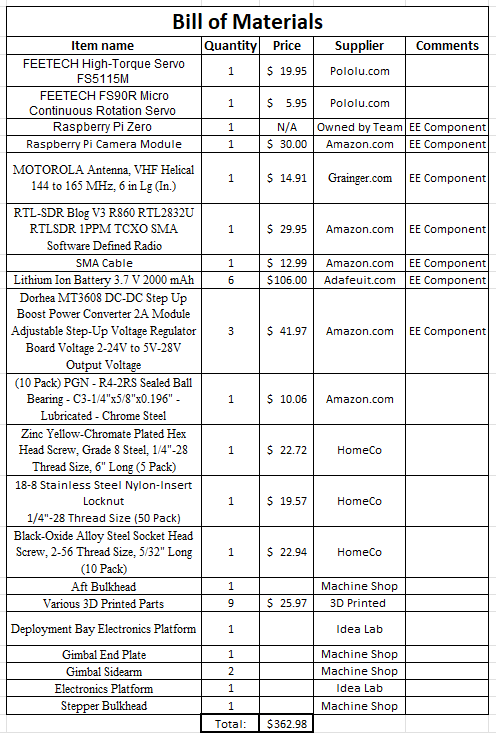 Bill of Materials
Item name Quantity Price Supplier Comments
FEETECH High-Torque Servo
FS5115M 1 $ 19.95 Pololu.com
FEETECH FS90R Micro
Continuous Rotation Servo 1 $ 5.95 Pololu.com
Raspberry Pi Zero 1 N/A Owned by Team EE Component
Raspberry Pi Camera Module 1 $ 30.00 Amazon.com EE Component
MOTOROLA Antenna, VHF Helical
144 to 165 MHz, 6 in Lg (In.) 1 $ 14.91 Grainger.com EE Component
RTL-SDR Blog V3 R860 RTL2832U
RTLSDR 1PPM TCXO SMA
Software Defined Radio 1 $ 29.95 Amazon.com EE Component
SMA Cable 1 $ 12.99 Amazon.com EE Component
Lithium Ion Battery 3.7 V 2000 mAh 6 $106.00 Adafeuit.com EE Component
Dorhea MT3608 DC-DC Step Up
Boost Power Converter 2A Module
Adjustable Step-Up Voltage Regulator
Board Voltage 2-24V to 5V-28V
Output Voltage 3 $ 41.97 Amazon.com EE Component
(10 Pack) PGN - R4-2RS Sealed Ball
Bearing - C3-1/4"x5/8"x0.196" -
Lubricated - Chrome Steel 1 $ 10.06 Amazon.com
Zinc Yellow-Chromate Plated Hex
Head Screw, Grade 8 Steel, 1/4"-28
Thread Size, 6" Long (5 Pack) 1 $ 22.72 HomeCo
18-8 Stainless Steel Nylon-Insert
Locknut
1/4"-28 Thread Size (50 Pack) 1 $ 19.57 HomeCo
Black-Oxide Alloy Steel Socket Head
Screw, 2-56 Thread Size, 5/32" Long
(10 Pack) 1 $ 22.94 HomeCo
Aft Bulkhead 1 Machine Shop
Various 3D Printed Parts 9 $ 25.97 3D Printed
Deployment Bay Electronics Platform 1 Idea Lab
Gimbal End Plate 1 Machine Shop
Gimbal Sidearm 2 Machine Shop
Electronics Platform 1 Idea Lab
Stepper Bulkhead 1 Machine Shop
Total: $362.98